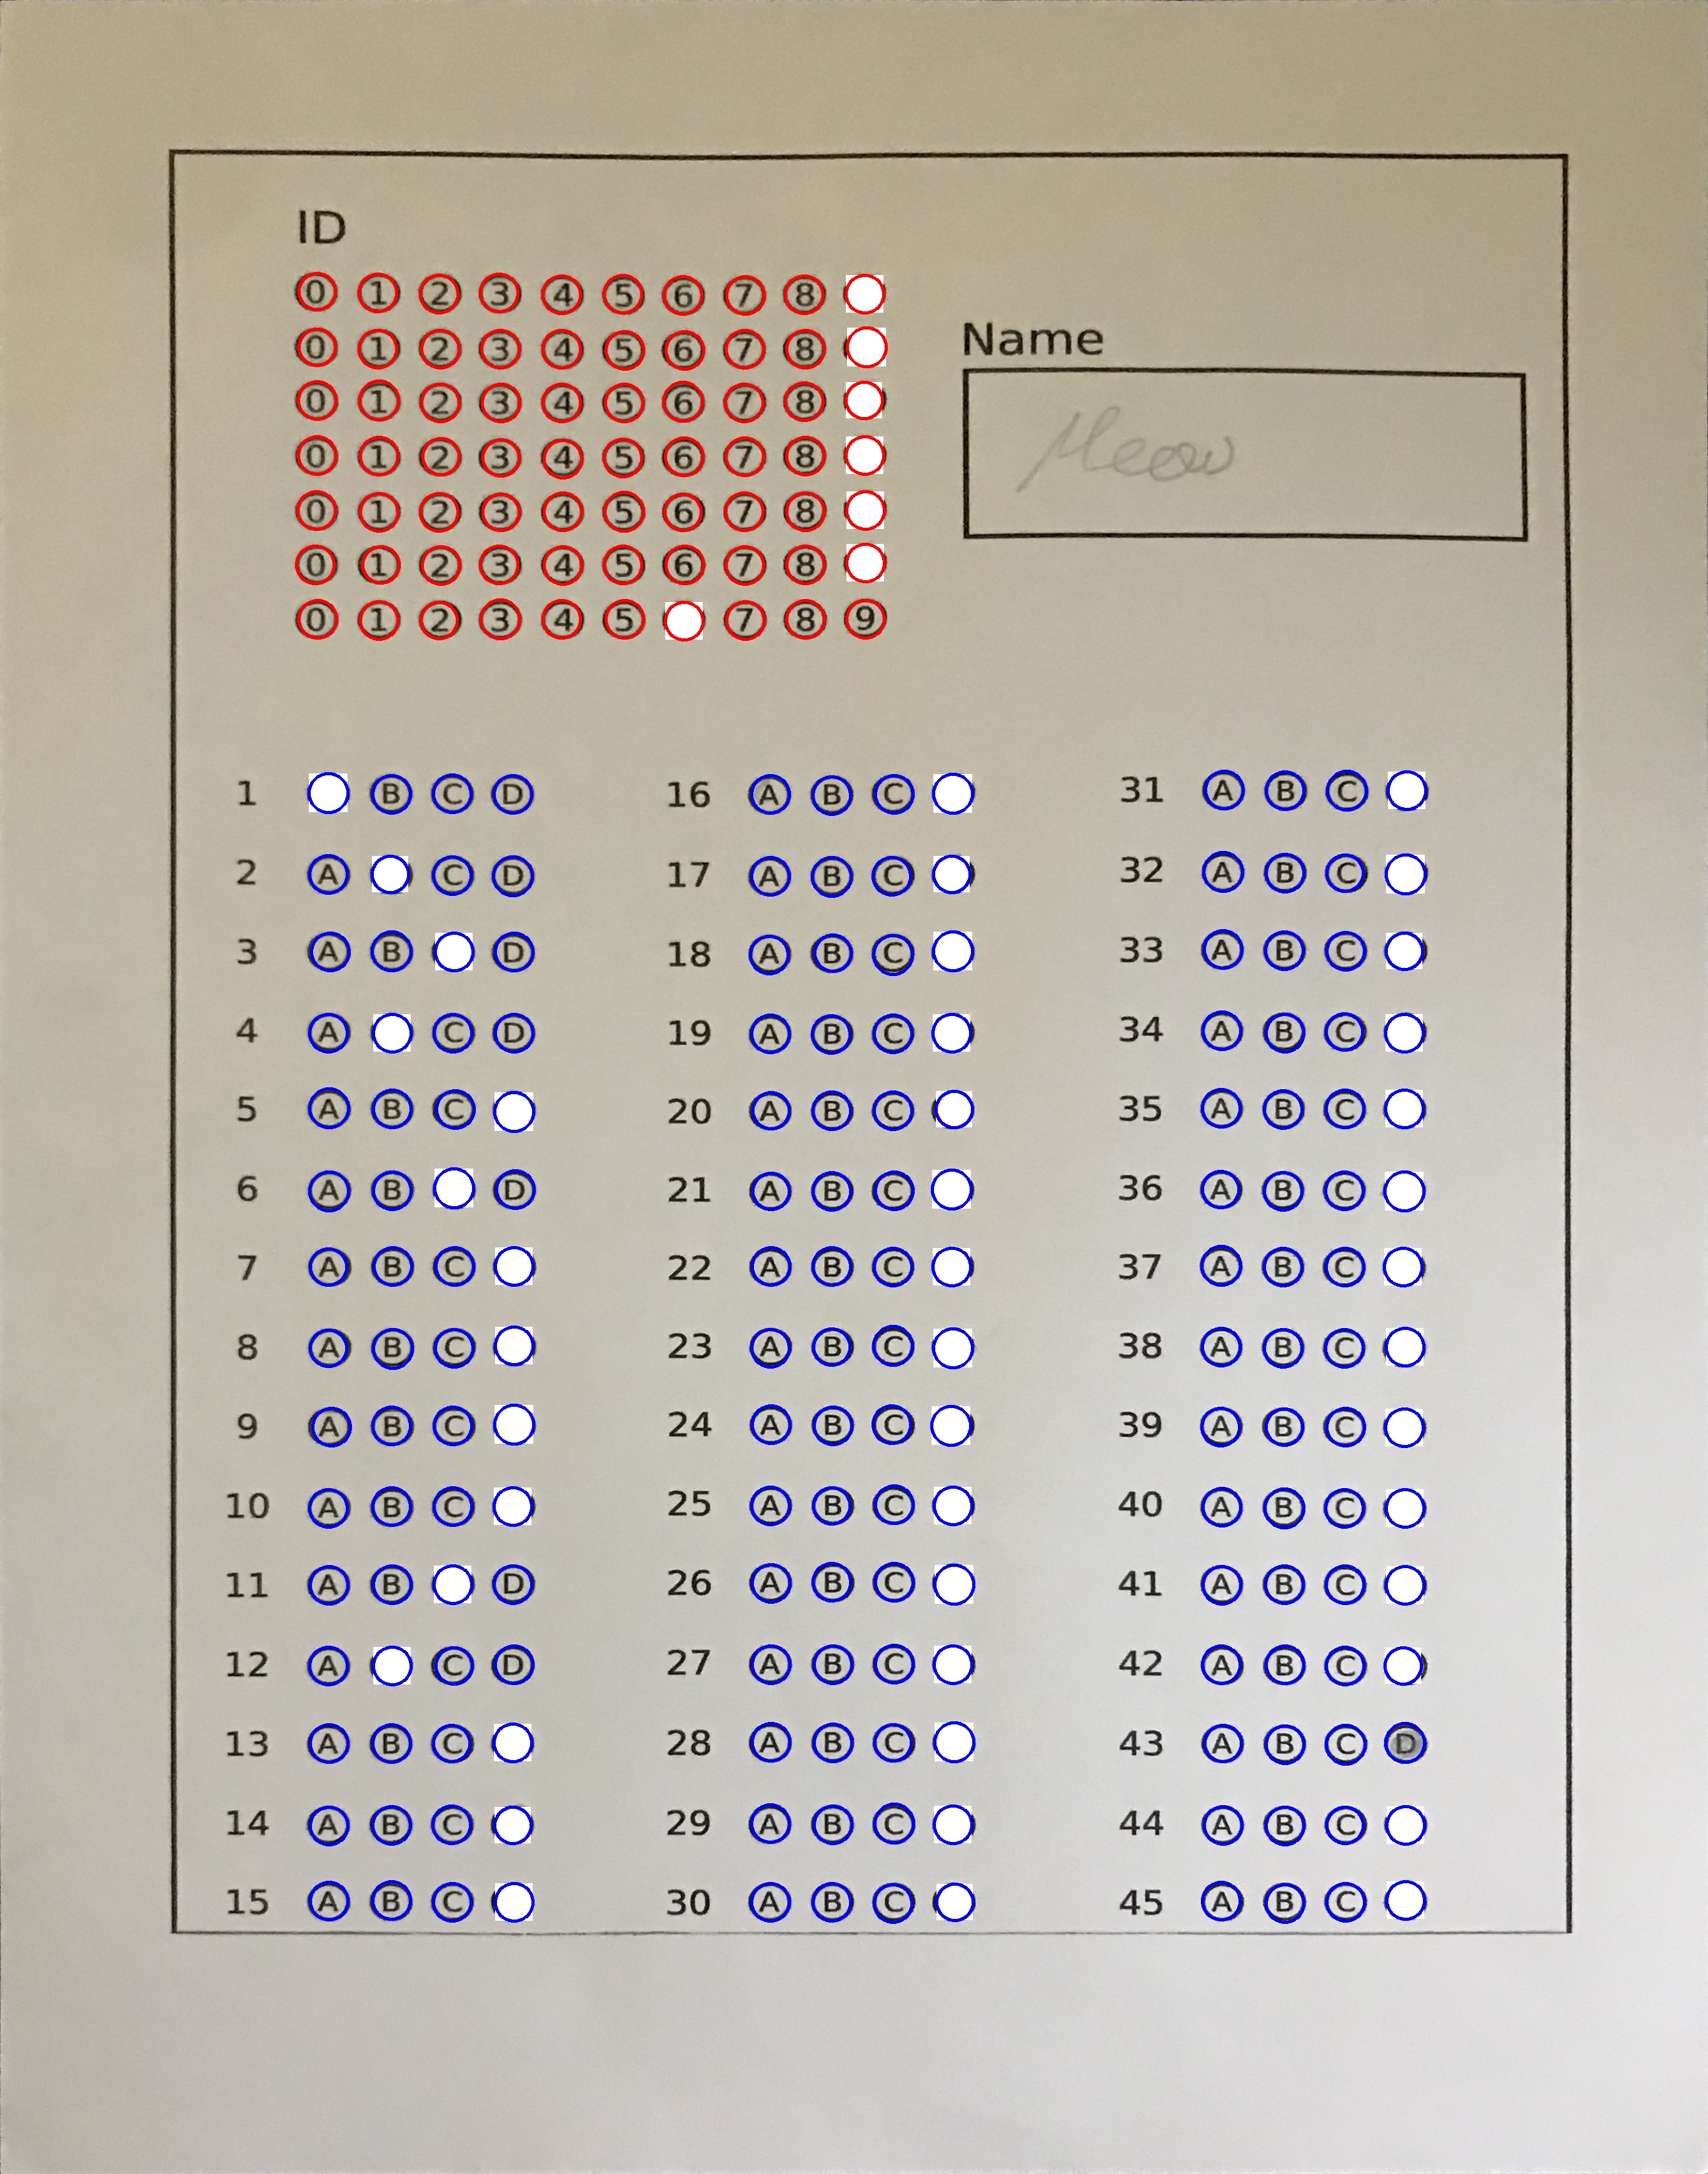 ID
0 1 2 3 4 5 6 7 8
0 1 2 3 4 5 6 7 8
0 1 2 3 4 5 6 7 8
0 1 2 3 4 5 6 7 8
0 1 2 3 4 5 6 7 8
0 1 2 3 4 5 6 7 8
0 1 2 3 4 5 7 8 9
Name
Meow
1 B C D
2 A C D
3 A B D
4 A C D
5 A B C
6 A B D
7 A B C
8 A B C
9 A B C
10 A B C
11 A B D
12 A C D
13 A B C
14 A B C
15 A B C
16 A B C
17 A B C
18 A B C
19 A B C
20 A B C
21 A B C
22 A B C
23 A B C
24 A B C
25 A B C
26 A B C
27 A B C
28 A B C
29 A B C
30 A B C
31 A B C
32 A B C
33 A B C
34 A B C
35 A B C
36 A B C
37 A B C
38 A B C
39 A B C
40 A B C
41 A B C
42 A B C
43 A B C D
44 A B C
45 A B C